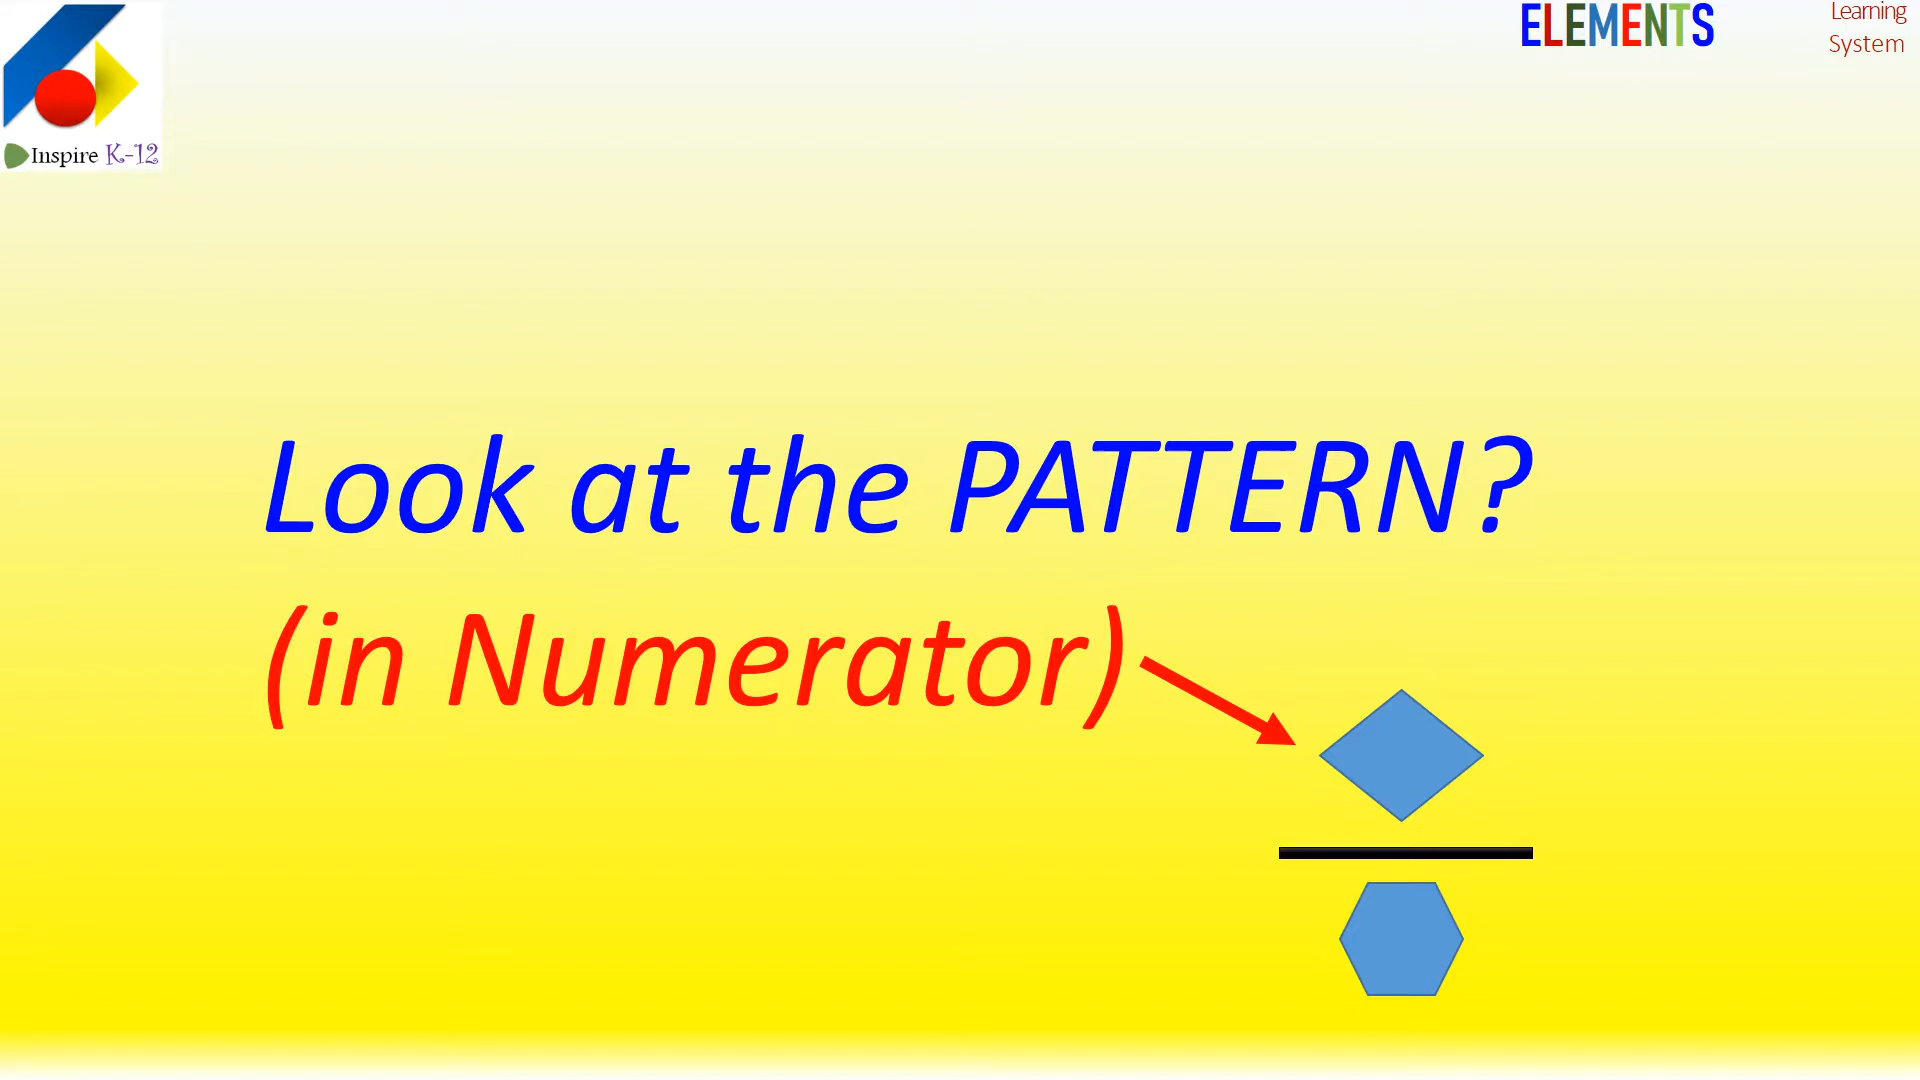 ELEMENTS
Learning
System
Inspire K-12
Look at the PATTERN?
(in Numerator)